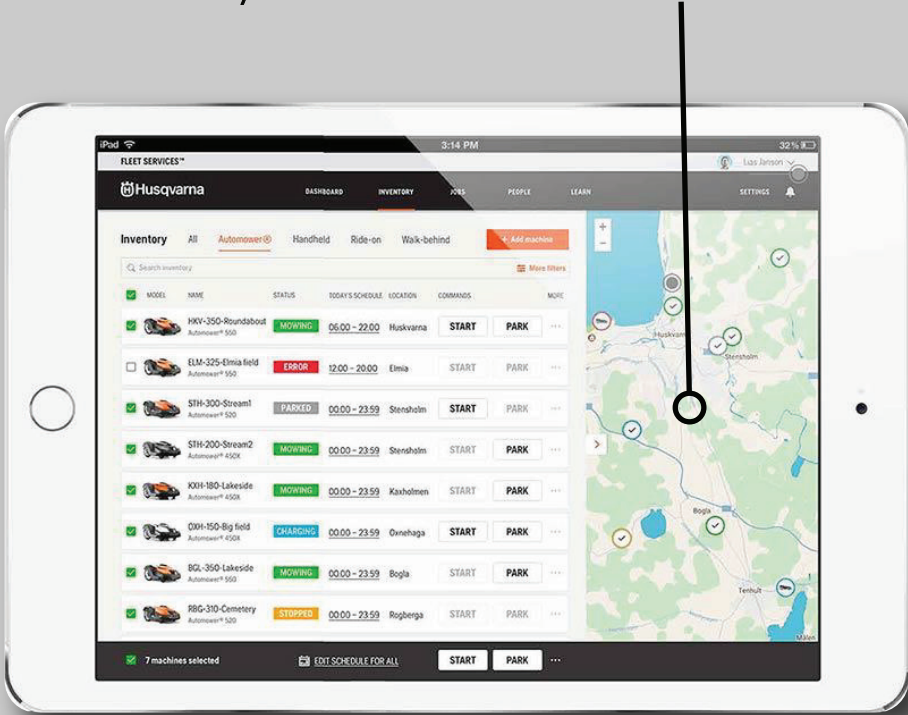 iPad 3:14 PM 32%
FLEET SERVICES™ Lias Janson
Husqvarna DASHBOARD INVENTORY JOBS PEOPLE LEARN SETTINGS
Inventory All Automower® Handheld Ride-on Walk-behind + Add machine
Search inventory More filters
MODEL NAME STATUS TODAY'S SCHEDULE LOCATION COMMANDS MORE
HKV-350-Roundabout MOWING 06.00 – 22.00 Huskvarna START PARK ...
Automower® 550
ELM-325-Elmia field ERROR 12.00 – 20.00 Elmia START PARK ...
Automower® 550
STH-300-Stream1 PARKED 00.00 – 23.59 Stensholm START PARK ...
Automower® 520
STH-200-Stream2 MOWING 00.00 – 23.59 Stensholm START PARK ...
Automower® 450X
KXH-180-Lakeside MOWING 00.00 – 23.59 Kaxholmen START PARK ...
Automower® 450X
OXH-150-Big field CHARGING 00.00 – 23.59 Oxnehaga START PARK ...
Automower® 450X
BGL-350-Lakeside MOWING 00.00 – 23.59 Bogla START PARK ...
Automower® 550
RBG-310-Cemetery STOPPED 00.00 – 23.59 Rogberga START PARK ...
Automower® 520
7 machines selected EDIT SCHEDULE FOR ALL START PARK ...
+
-
Huskvarna
Stensholm
Bogla
Tenhult
Målen